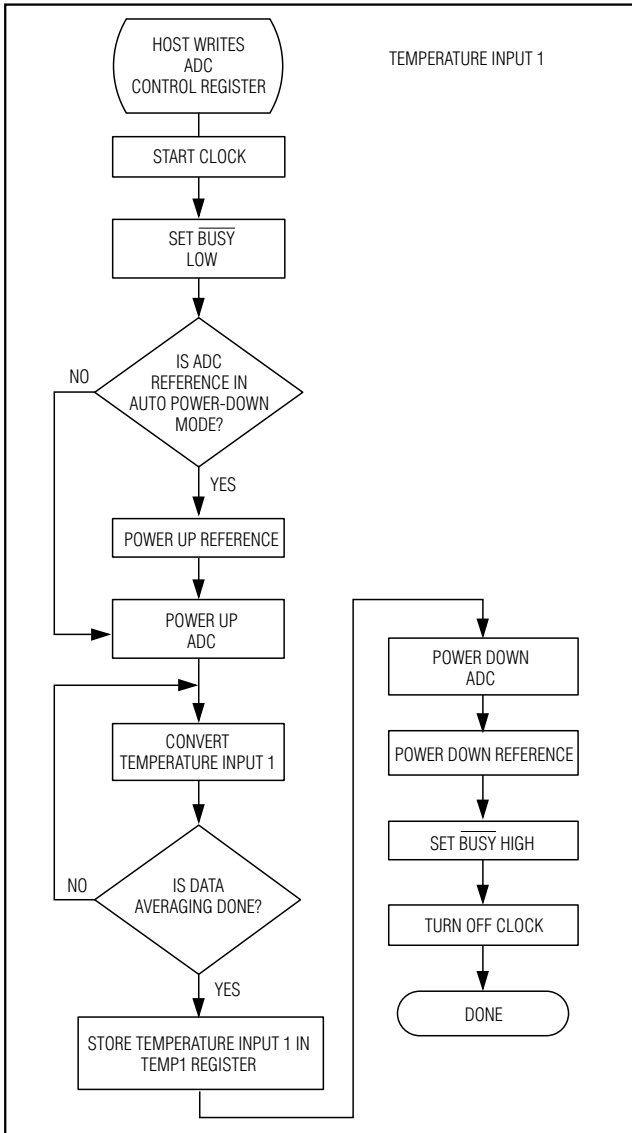 HOST WRITES
ADC
CONTROL REGISTER
TEMPERATURE INPUT 1
START CLOCK
SET B̅U̅S̅Y̅
LOW
IS ADC
REFERENCE IN
AUTO POWER-DOWN
MODE?
NO
YES
POWER UP REFERENCE
POWER UP
ADC
CONVERT
TEMPERATURE INPUT 1
IS DATA
AVERAGING DONE?
NO
YES
STORE TEMPERATURE INPUT 1 IN
TEMP1 REGISTER
POWER DOWN
ADC
POWER DOWN REFERENCE
SET B̅U̅S̅Y̅ HIGH
TURN OFF CLOCK
DONE